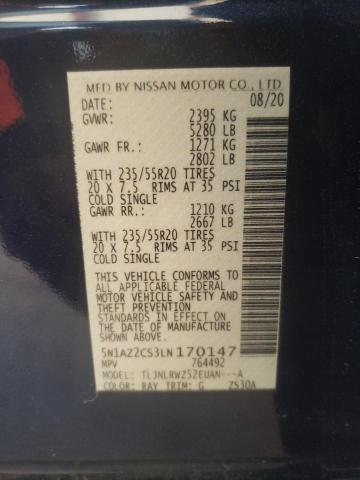 MFD BY NISSAN MOTOR CO., LTD
DATE: 08/20
GVWR: 2395 KG
5280 LB
GAWR FR: 1271 KG
2802 LB
WITH 235/55R20 TIRES
20 X 7.5 RIMS AT 35 PSI
COLD SINGLE
GAWR RR: 1210 KG
2667 LB
WITH 235/55R20 TIRES
20 X 7.5 RIMS AT 35 PSI
COLD SINGLE
THIS VEHICLE CONFORMS TO
ALL APPLICABLE FEDERAL
MOTOR VEHICLE SAFETY
AND THEFT PREVENTION
STANDARDS IN EFFECT ON
THE DATE OF MANUFACTURE
SHOWN ABOVE.
5N1AZ2CS3LN170147
MPV 764492
MODEL: TLJNLRWZ52EUAN---A
COLOR: RAY TRIM: G ZS30A